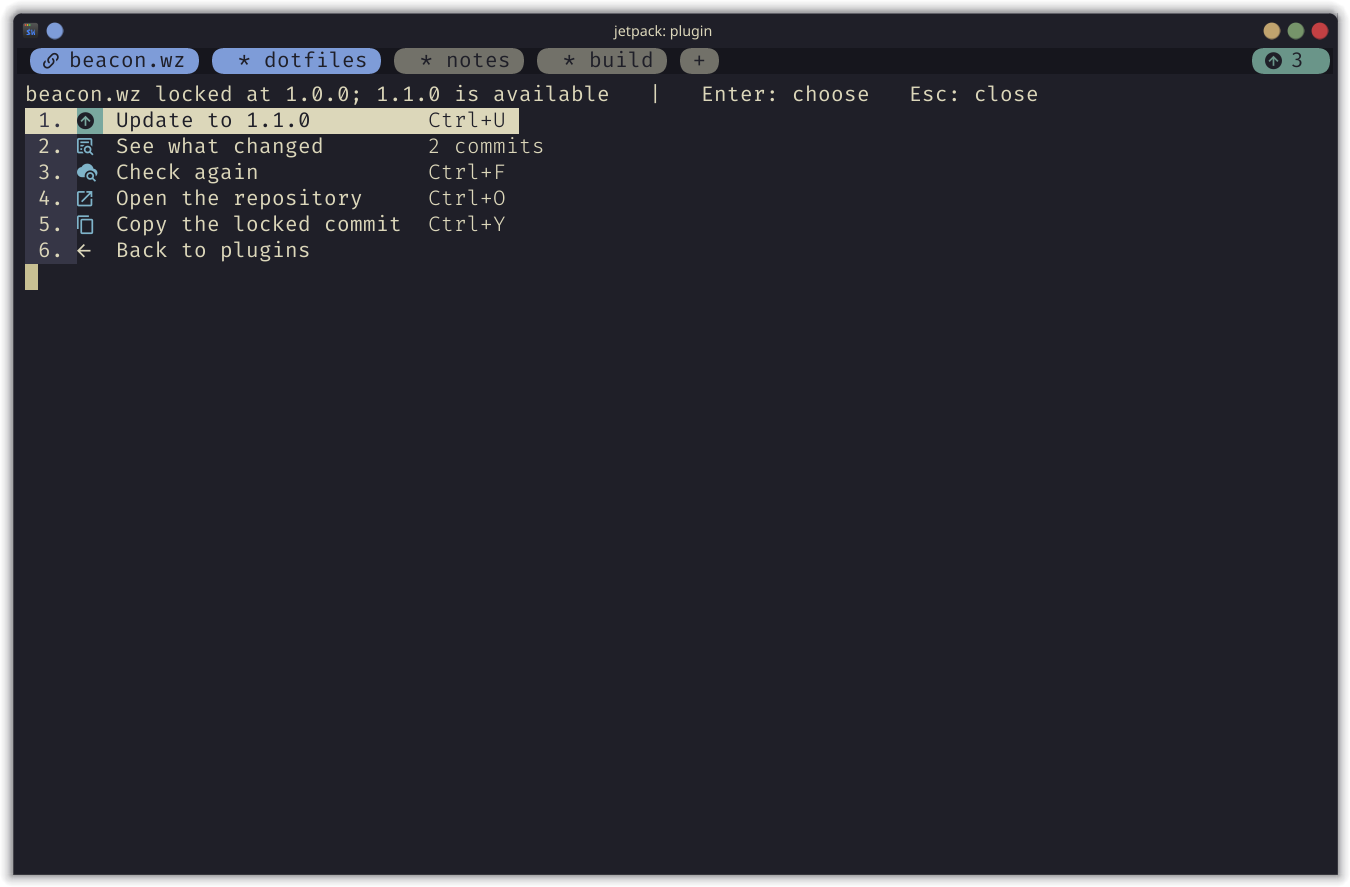 jetpack: plugin
beacon.wz * dotfiles * notes * build + 3
beacon.wz locked at 1.0.0; 1.1.0 is available | Enter: choose Esc: close
1. Update to 1.1.0 Ctrl+U
2. See what changed 2 commits
3. Check again Ctrl+F
4. Open the repository Ctrl+O
5. Copy the locked commit Ctrl+Y
6. ← Back to plugins